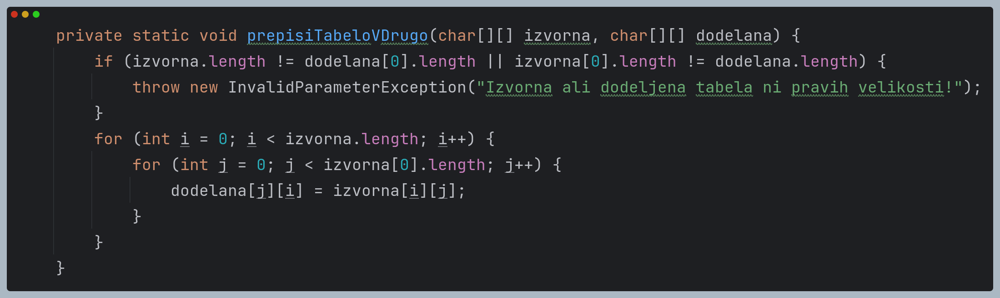 private static void prepisiTabeloVDrugo(char[][] izvorna, char[][] dodelana) {
if (izvorna.length != dodelana[0].length || izvorna[0].length != dodelana.length) {
throw new InvalidParameterException("Izvorna ali dodeljena tabela ni pravih velikosti!");
}
for (int i = 0; i < izvorna.length; i++) {
for (int j = 0; j < izvorna[0].length; j++) {
dodelana[j][i] = izvorna[i][j];
}
}
}